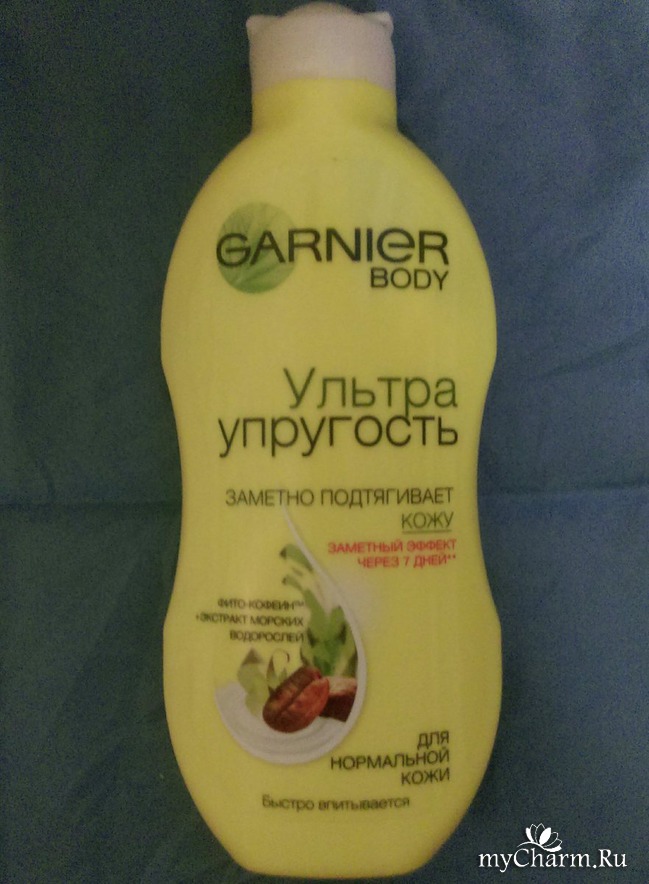 GARNIER
BODY
Ультра
упругость
ЗАМЕТНО ПОДТЯГИВАЕТ
КОЖУ
ЗАМЕТНЫЙ ЭФФЕКТ
ЧЕРЕЗ 7 ДНЕЙ**
ФИТО-КОФЕИН™
+ЭКСТРАКТ МОРСКИХ
ВОДОРОСЛЕЙ
ДЛЯ
НОРМАЛЬНОЙ
КОЖИ
Быстро впитывается
myCharm.Ru